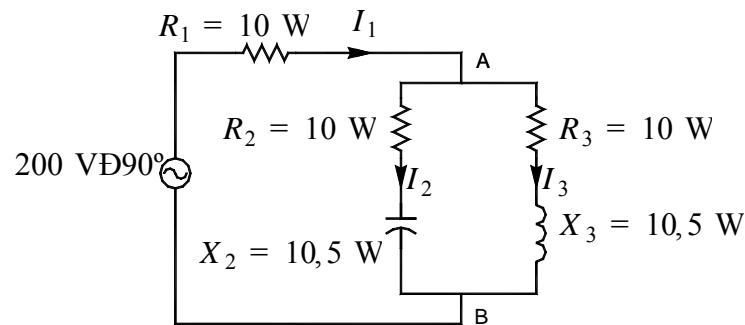 R1 = 10 W
I1
A
R2 = 10 W
R3 = 10 W
200 VÐ90º
I2
I3
X2 = 10,5 W
X3 = 10,5 W
B